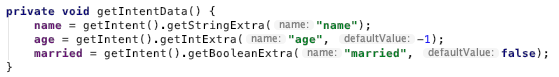 private void getIntentData() {
name = getIntent().getStringExtra( name: "name");
age = getIntent().getIntExtra( name: "age", defaultValue: -1);
married = getIntent().getBooleanExtra( name: "married", defaultValue: false);
}